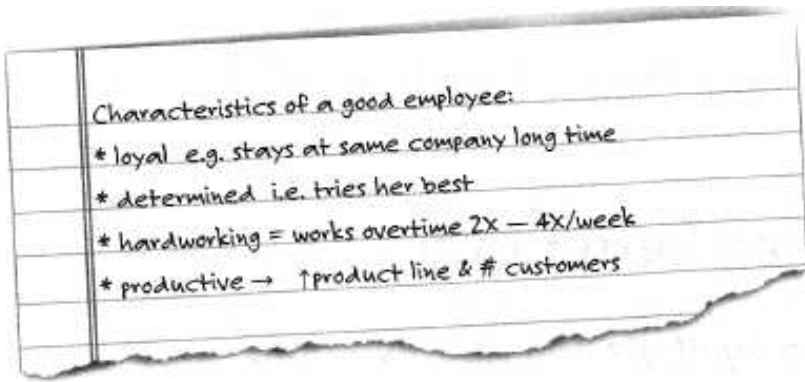 Characteristics of a good employee:
* loyal e.g. stays at same company long time
* determined i.e. tries her best
* hardworking = works overtime 2X — 4X/week
* productive → ↑product line & # customers